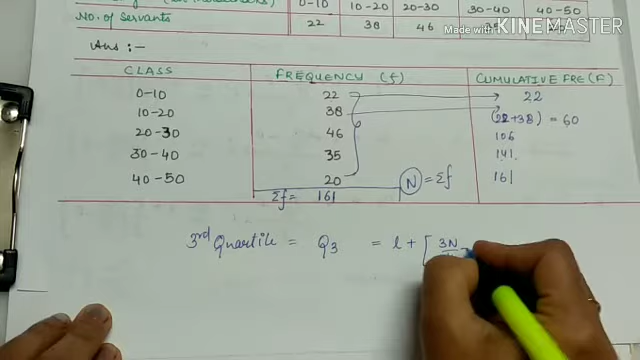 0-10 10-20 20-30 30-40 40-50
No. of Servants 22 38 46
Made with KINEMASTER
Ans :-
CLASS FREQUENCY (f) CUMULATIVE FRE (F)
0-10 22 22
10-20 38 (22+38) = 60
20-30 46 106
30-40 35 141
40-50 20 161
Σf = 161 N = Σf
3rd Quartile = Q3 = l + [ 3N